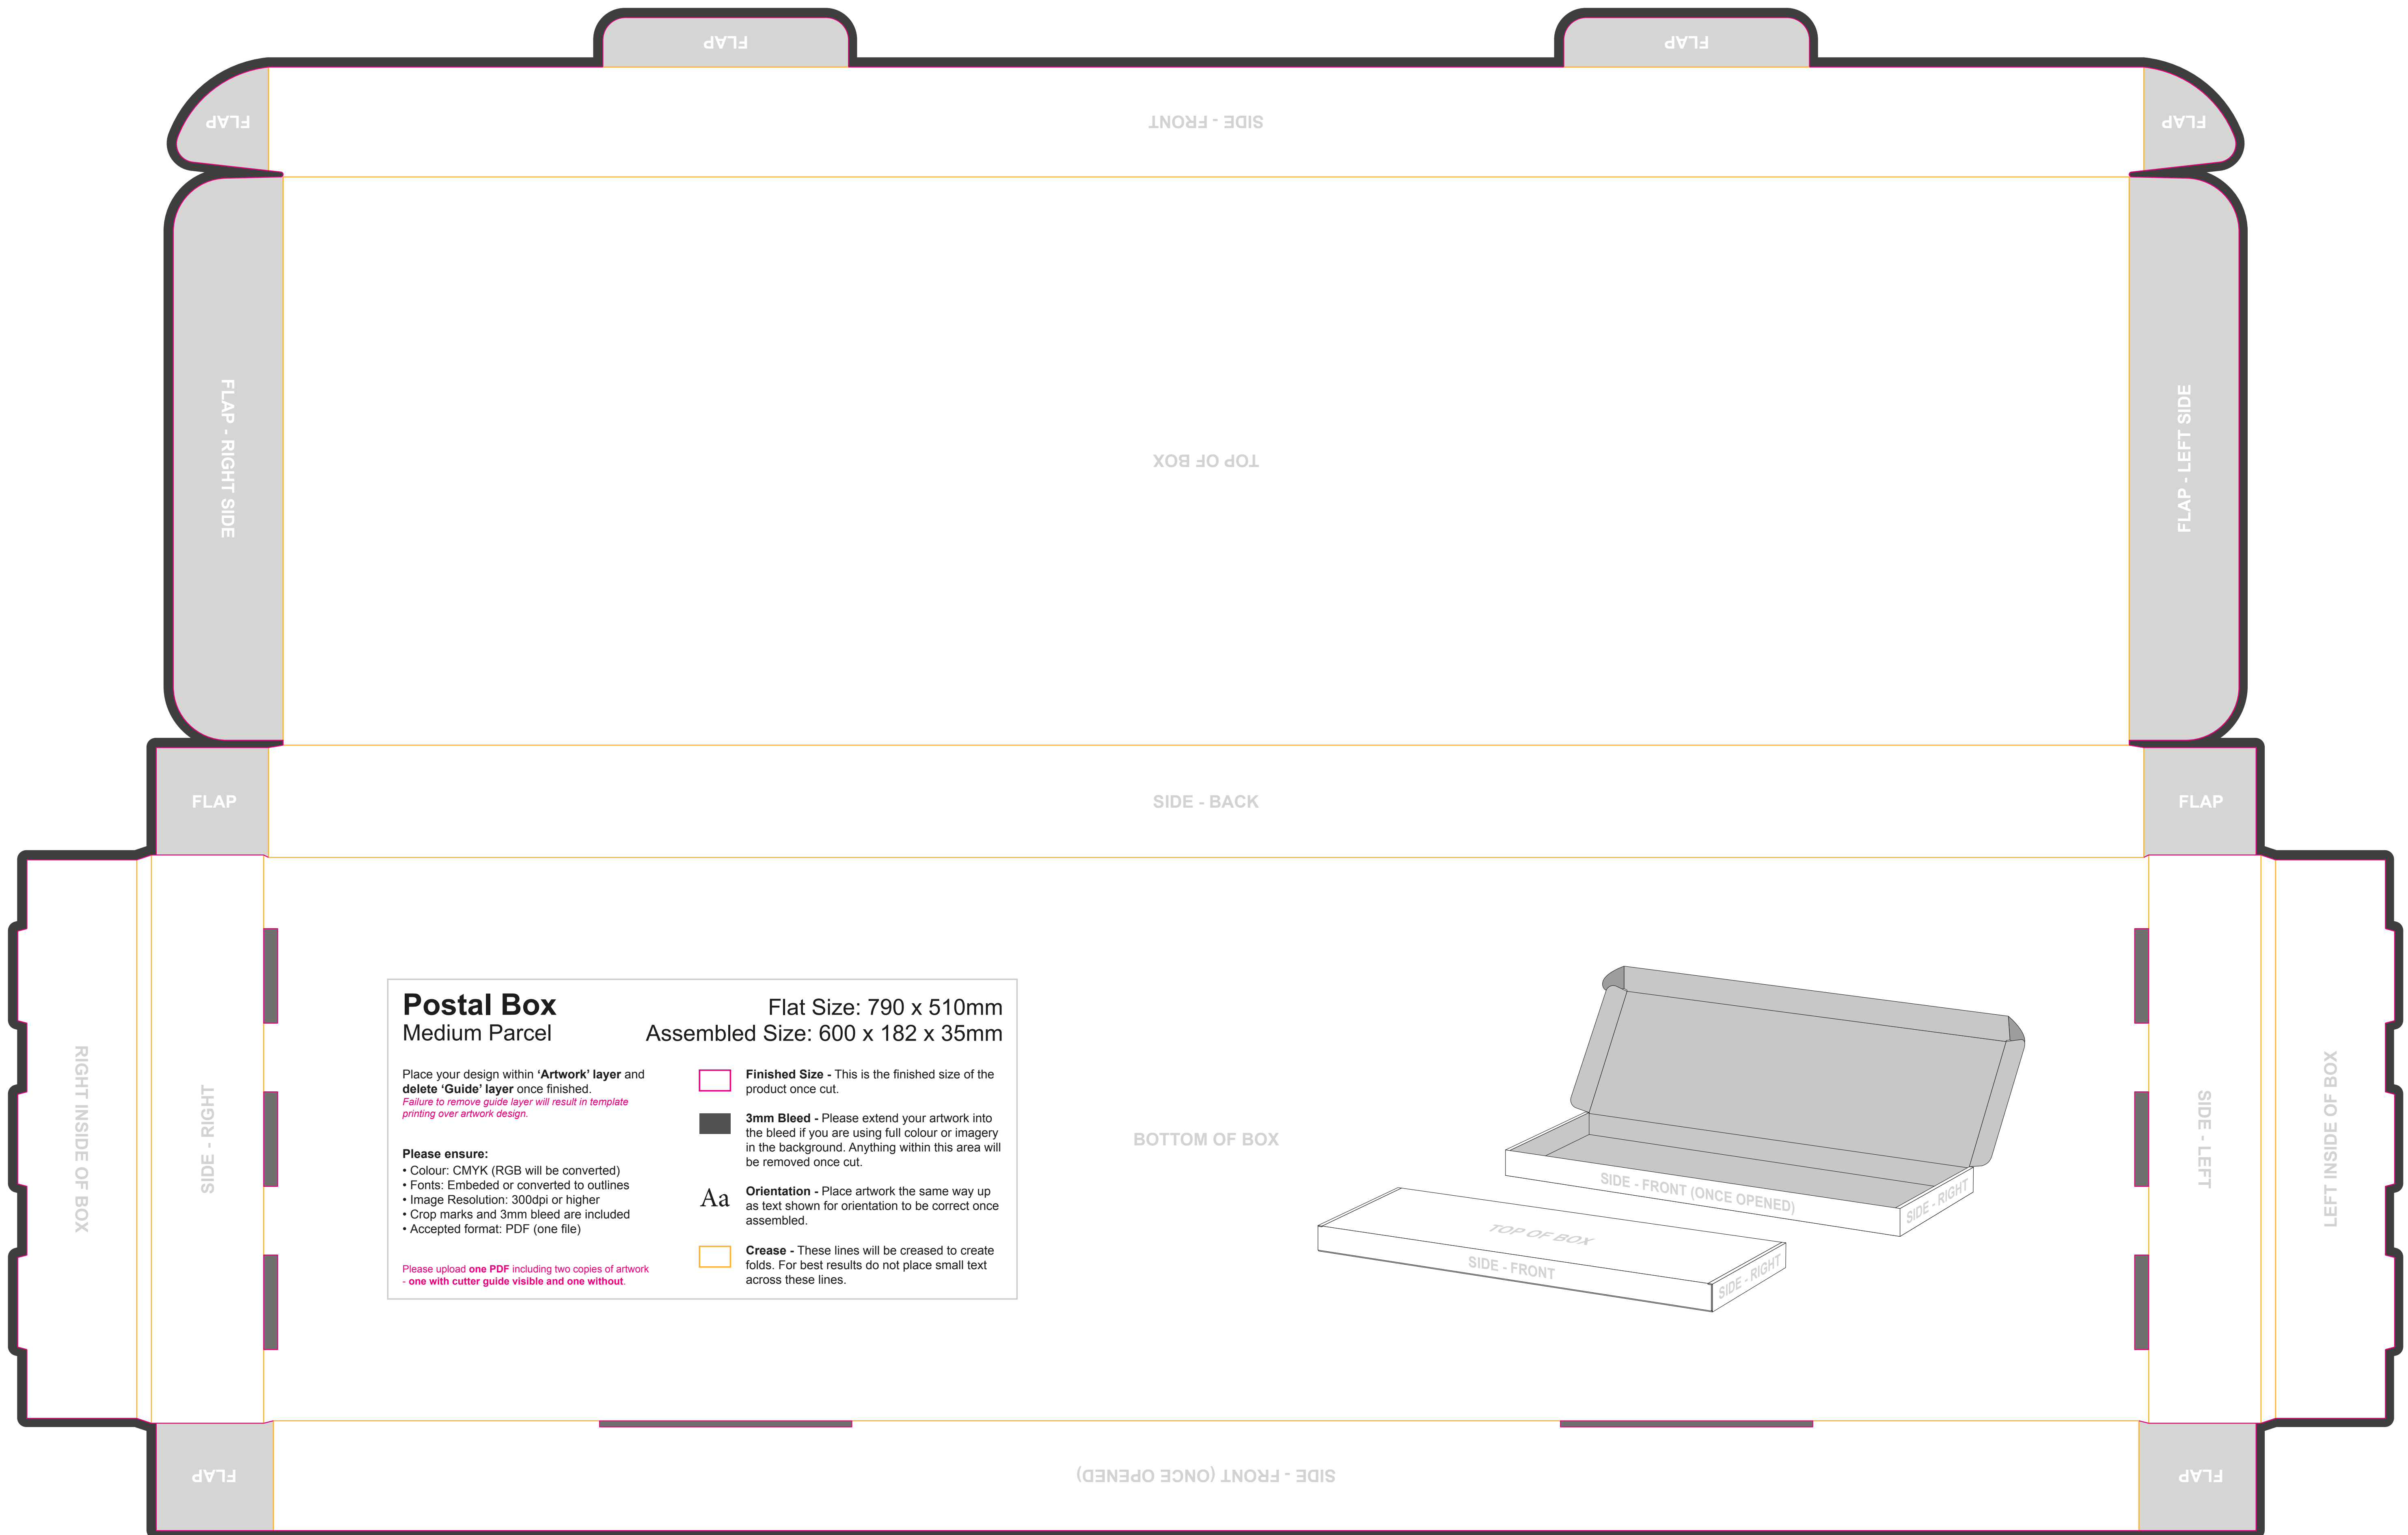 FLAP
FLAP
FLAP
SIDE - FRONT
FLAP
FLAP - RIGHT SIDE
TOP OF BOX
FLAP - LEFT SIDE
FLAP
SIDE - BACK
FLAP
RIGHT INSIDE OF BOX
SIDE - RIGHT
Postal Box
Medium Parcel
Flat Size: 790 x 510mm
Assembled Size: 600 x 182 x 35mm
Place your design within ‘Artwork’ layer and
delete ‘Guide’ layer once finished.
Failure to remove guide layer will result in template
printing over artwork design.
Please ensure:
• Colour: CMYK (RGB will be converted)
• Fonts: Embeded or converted to outlines
• Image Resolution: 300dpi or higher
• Crop marks and 3mm bleed are included
• Accepted format: PDF (one file)
Please upload one PDF including two copies of artwork
- one with cutter guide visible and one without.
Finished Size - This is the finished size of the
product once cut.
3mm Bleed - Please extend your artwork into
the bleed if you are using full colour or imagery
in the background. Anything within this area will
be removed once cut.
Aa
Orientation - Place artwork the same way up
as text shown for orientation to be correct once
assembled.
Crease - These lines will be creased to create
folds. For best results do not place small text
across these lines.
BOTTOM OF BOX
SIDE - FRONT (ONCE OPENED)
SIDE - RIGHT
TOP OF BOX
SIDE - FRONT
SIDE - RIGHT
SIDE - LEFT
LEFT INSIDE OF BOX
FLAP
SIDE - FRONT (ONCE OPENED)
FLAP